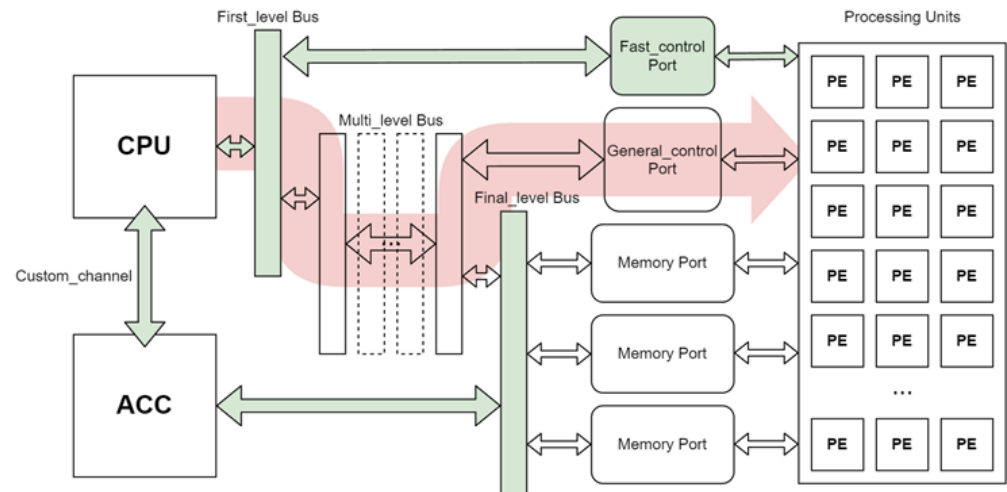 First_level Bus
Processing Units
Fast_control
Port
PE PE PE
CPU
Multi_level Bus
General_control
Port
PE PE PE
Final_level Bus
PE PE PE
Custom_channel
...
Memory Port
PE PE PE
ACC
Memory Port
PE PE PE
...
Memory Port
PE PE PE